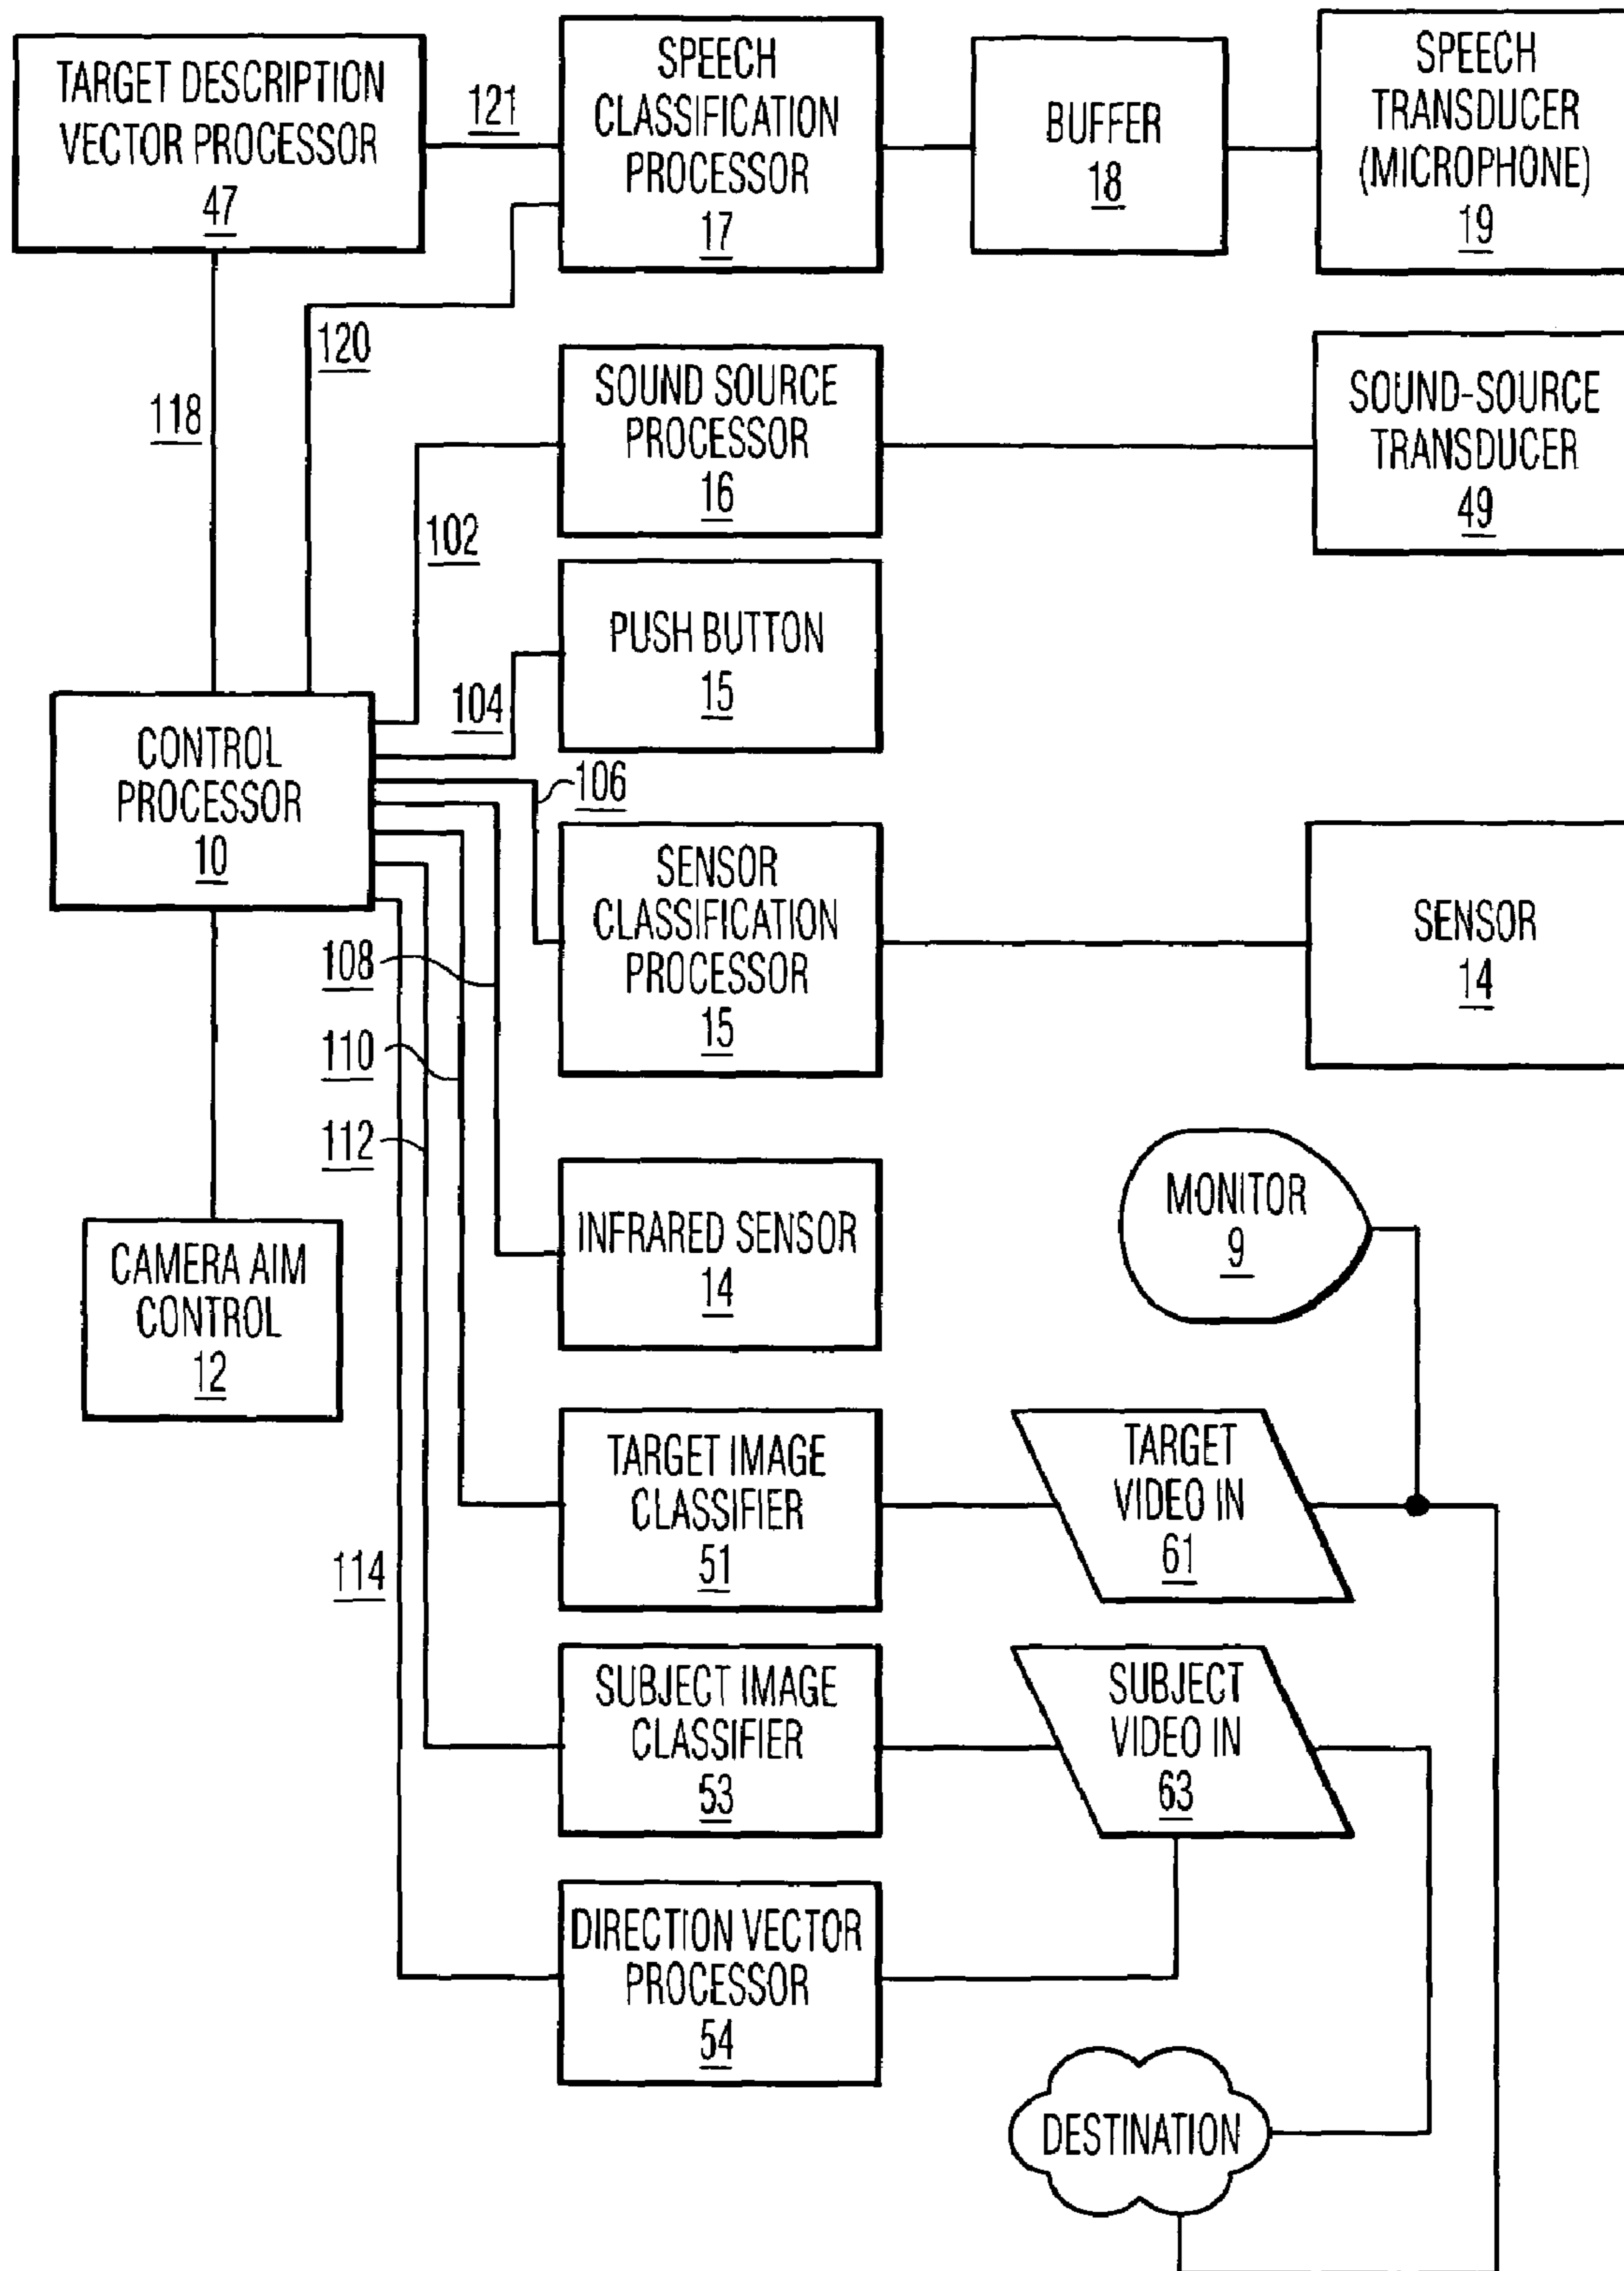 TARGET DESCRIPTION
VECTOR PROCESSOR
47
121
SPEECH
CLASSIFICATION
PROCESSOR
17
BUFFER
18
SPEECH
TRANSDUCER
(MICROPHONE)
19
118
120
SOUND SOURCE
PROCESSOR
16
SOUND-SOURCE
TRANSDUCER
49
102
PUSH BUTTON
15
104
CONTROL
PROCESSOR
10
106
SENSOR
CLASSIFICATION
PROCESSOR
15
SENSOR
14
108
110
112
INFRARED SENSOR
14
MONITOR
9
CAMERA AIM
CONTROL
12
TARGET IMAGE
CLASSIFIER
51
TARGET
VIDEO IN
61
114
SUBJECT IMAGE
CLASSIFIER
53
SUBJECT
VIDEO IN
63
DIRECTION VECTOR
PROCESSOR
54
DESTINATION